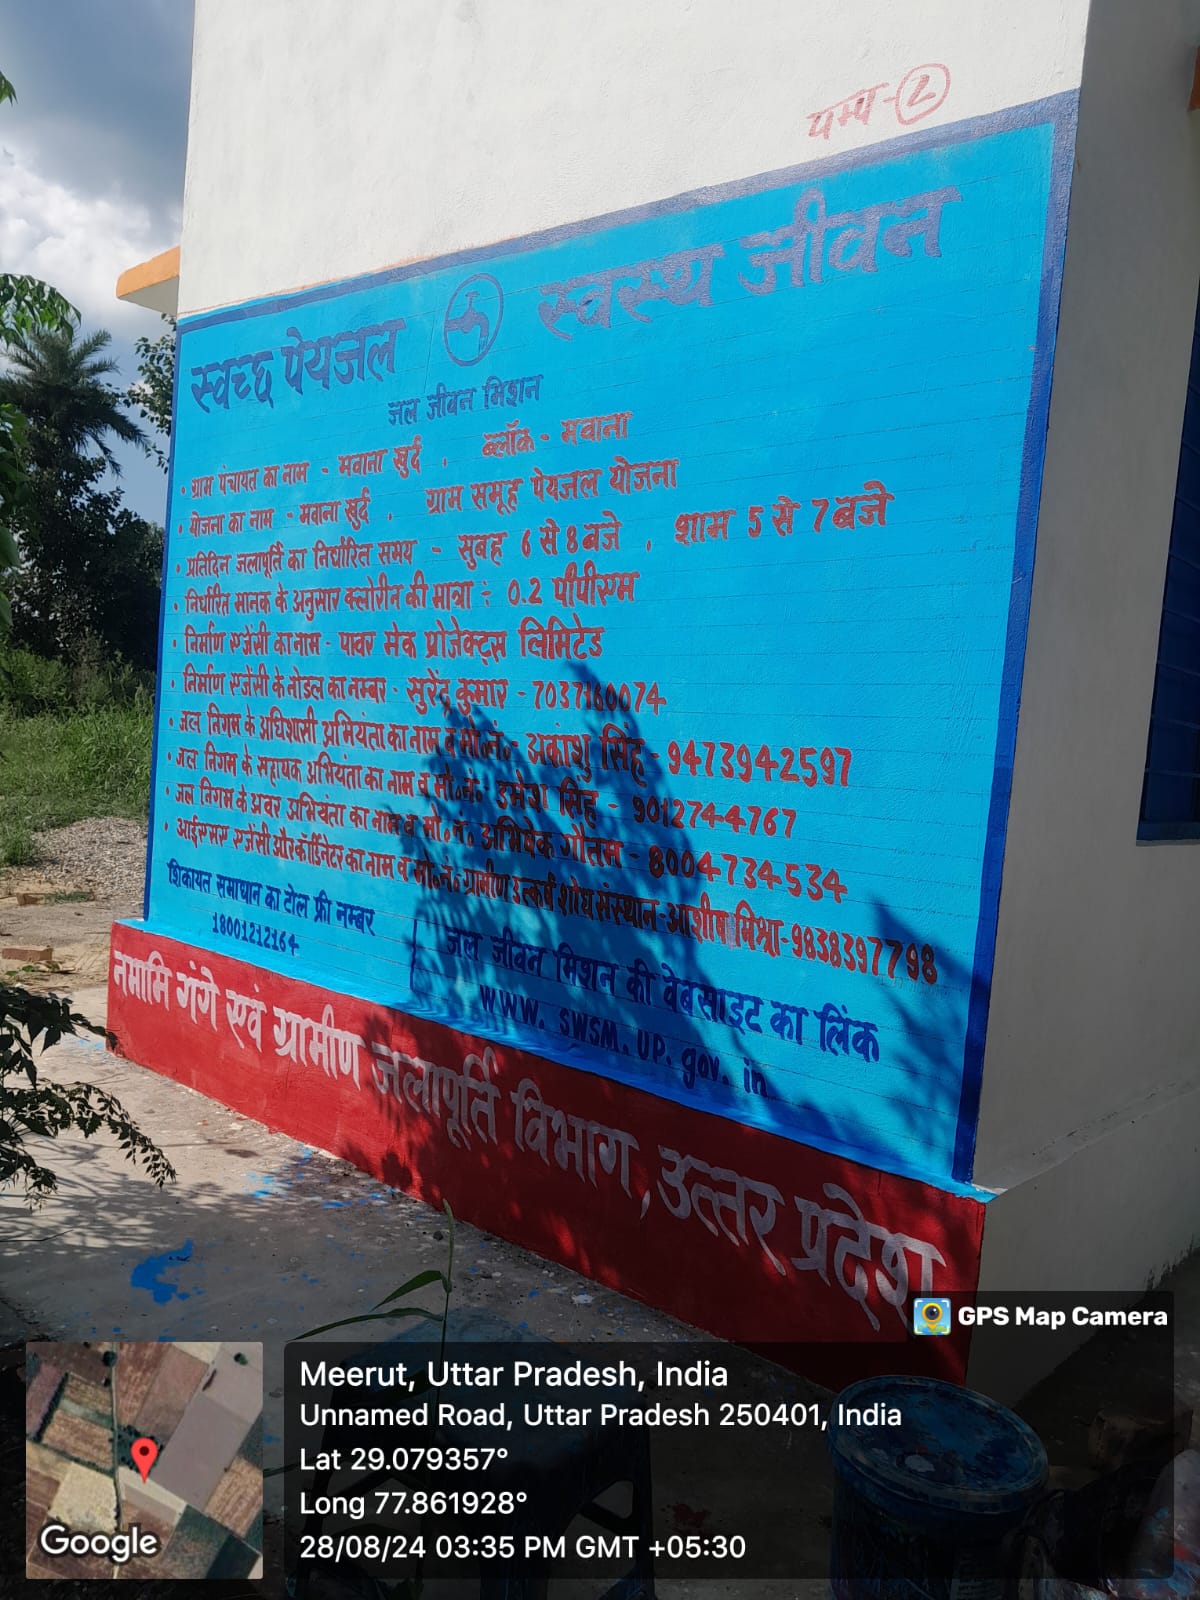 पम्प-2
स्वच्छ पेयजल स्वस्थ जीवन
जल जीवन मिशन
• ग्राम पंचायत का नाम - मवाना खुर्द , ब्लॉक - मवाना
• योजना का नाम - मवाना खुर्द , ग्राम समूह पेयजल योजना
• प्रतिदिन जलापूर्ति का निर्धारित समय - सुबह 6 से 8 बजे , शाम 5 से 7 बजे
• निर्धारित मानक के अनुसार क्लोरीन की मात्रा ÷ 0.2 पीपीएम
• निर्माण एजेंसी का नाम - पावर मेक प्रोजेक्ट्स लिमिटेड
• निर्माण एजेंसी के नोडल का नम्बर - सुरेंद्र कुमार - 7037160074
• जल निगम के अधिशासी अभियंता का नाम व मो०नं०- अकांशु सिंह - 9473942597
• जल निगम के सहायक अभियंता का नाम व मो०नं०- उमेश सिंह - 9012744767
• जल निगम के अवर अभियंता का नाम व मो०नं० अभिषेक गौतम - 8004734534
• आईएसए एजेंसी और कॉर्डिनेटर का नाम व मो०नं० ग्रामीण उत्कर्ष शोध संस्थान - आशीष मिश्रा - 9838397798
शिकायत समाधान का टोल फ्री नम्बर
18001212164
जल जीवन मिशन की वेबसाइट का लिंक
www. swsm. up. gov. in
नमामि गंगे एवं ग्रामीण जलापूर्ति विभाग, उत्तर प्रदेश
GPS Map Camera
Meerut, Uttar Pradesh, India
Unnamed Road, Uttar Pradesh 250401, India
Lat 29.079357°
Long 77.861928°
28/08/24 03:35 PM GMT +05:30
Google